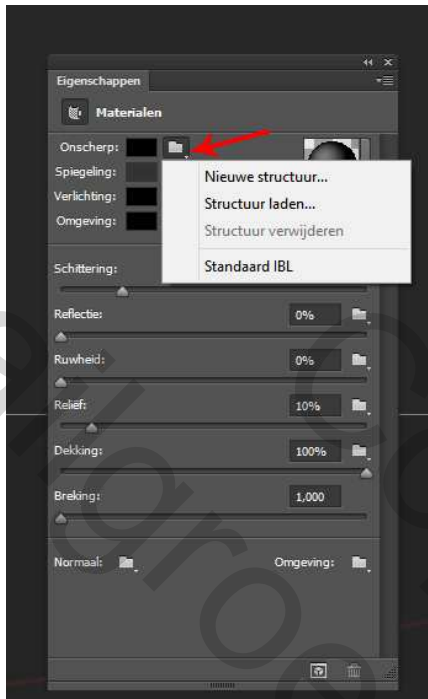 Eigenschappen
Materialen
Onscherp:
Spiegeling:
Verlichting:
Omgeving:
Nieuwe structuur...
Structuur laden...
Structuur verwijderen
Standaard IBL
Schittering:
Reflectie: 0%
Ruwheid: 0%
Reliëf: 10%
Dekking: 100%
Breking: 1,000
Normaal: Omgeving: